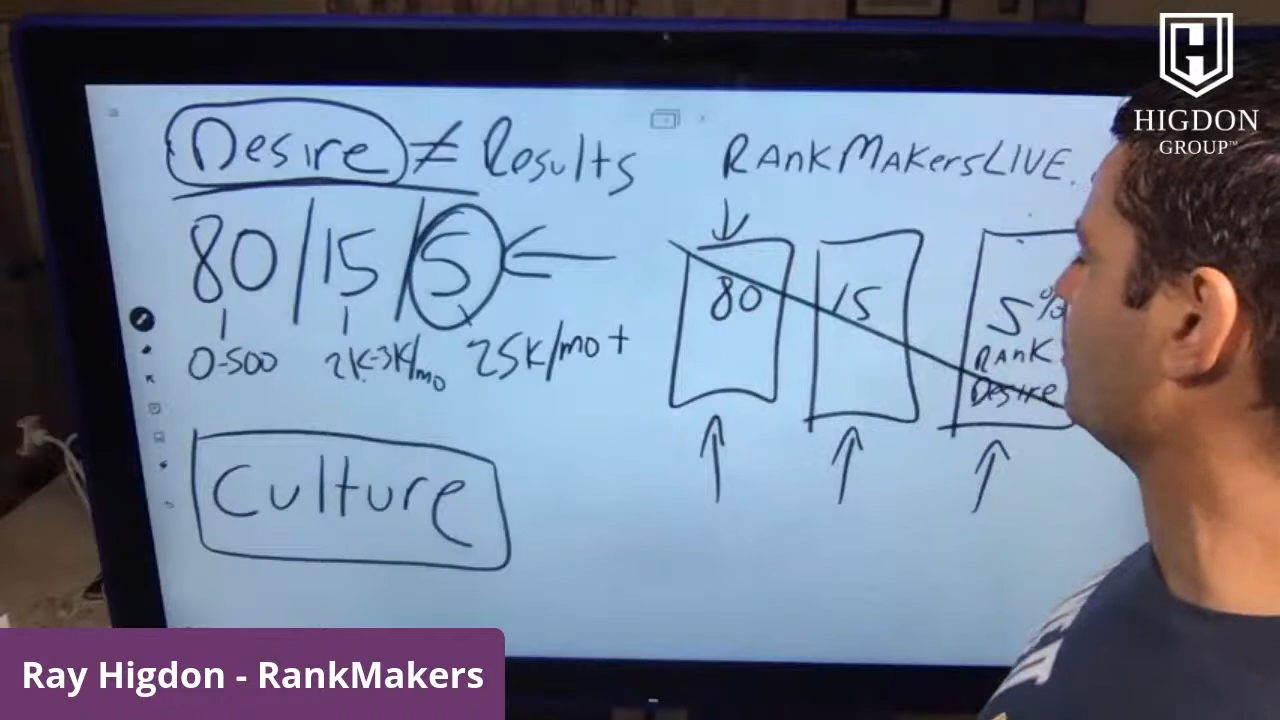 HIGDON
GROUP™
Desire ≠ Results
RANKMAKERSLIVE.
80/15/5
0-500 2K-3K/mo 25K/mo+
80
15
5%
RANK
Desire
Culture
Ray Higdon - RankMakers